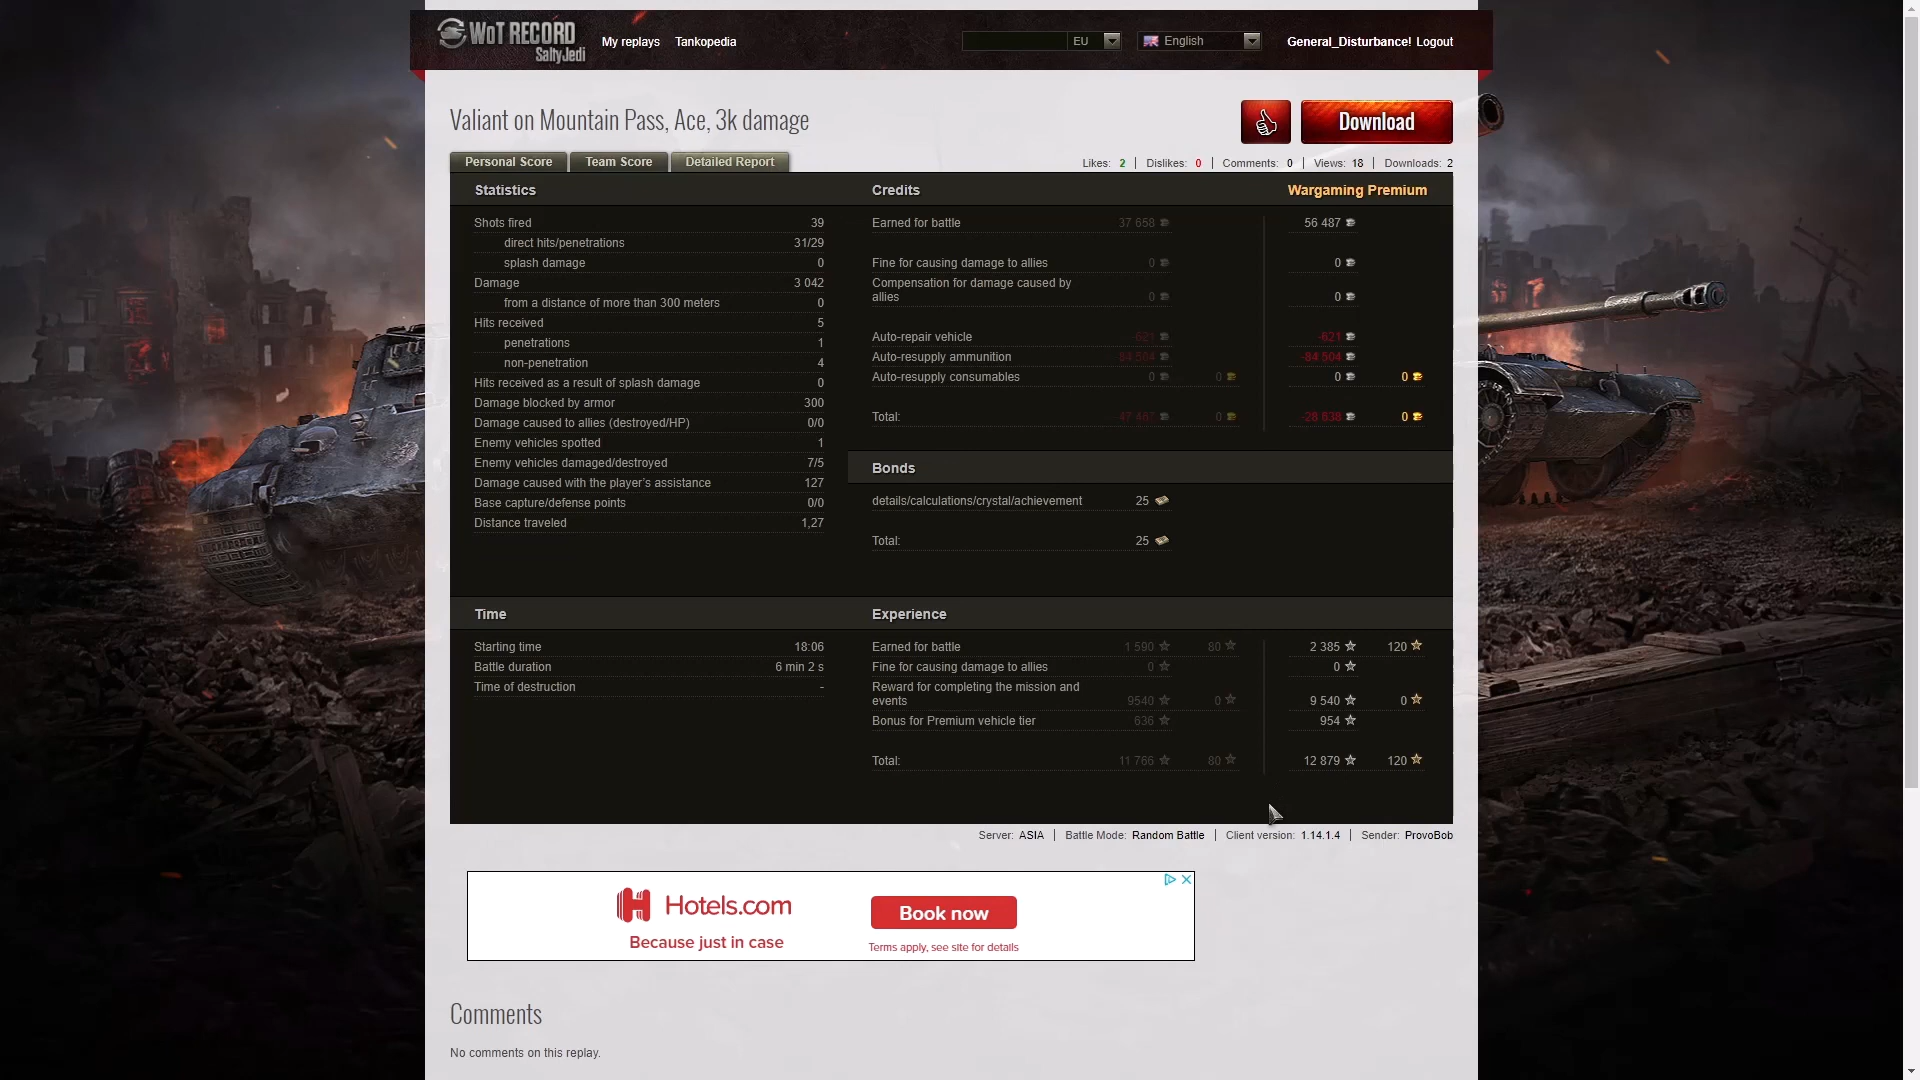 WoT RECORD
SaltyJedi
My replays Tankopedia EU English General_Disturbance! Logout
Valiant on Mountain Pass, Ace, 3k damage
Download
Personal Score Team Score Detailed Report
Likes: 2 | Dislikes: 0 | Comments: 0 | Views: 18 | Downloads: 2
Statistics
Shots fired 39
direct hits/penetrations 31/29
splash damage 0
Damage 3 042
from a distance of more than 300 meters 0
Hits received 5
penetrations 1
non-penetration 4
Hits received as a result of splash damage 0
Damage blocked by armor 300
Damage caused to allies (destroyed/HP) 0/0
Enemy vehicles spotted 1
Enemy vehicles damaged/destroyed 7/5
Damage caused with the player's assistance 127
Base capture/defense points 0/0
Distance traveled 1,27
Credits Wargaming Premium
Earned for battle 37 658 56 487
Fine for causing damage to allies 0 0
Compensation for damage caused by
allies 0 0
Auto-repair vehicle -621 -621
Auto-resupply ammunition -84 504 -84 504
Auto-resupply consumables 0 0 0 0
Total: -47 467 0 -28 638 0
Bonds
details/calculations/crystal/achievement 25
Total: 25
Time
Starting time 18:06
Battle duration 6 min 2 s
Time of destruction -
Experience
Earned for battle 1 590 80 2 385 120
Fine for causing damage to allies 0 0
Reward for completing the mission and
events 9540 0 9 540 0
Bonus for Premium vehicle tier 636 954
Total: 11 766 80 12 879 120
Server: ASIA | Battle Mode: Random Battle | Client version: 1.14.1.4 | Sender: ProvoBob
Hotels.com
Because just in case
Book now
Terms apply, see site for details
Comments
No comments on this replay.